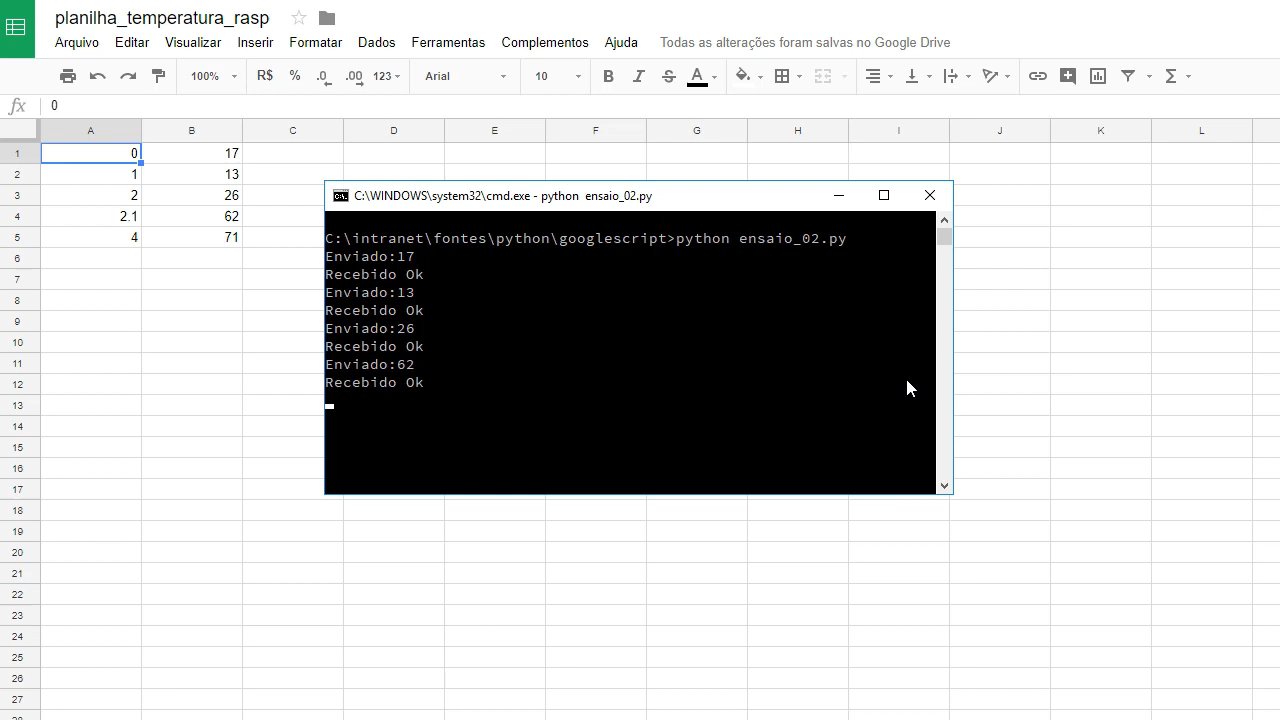 planilha_temperatura_rasp
Arquivo Editar Visualizar Inserir Formatar Dados Ferramentas Complementos Ajuda Todas as alterações foram salvas no Google Drive
100% R$ % .0 .00 123 Arial 10 B I S A Σ
fx 0
A B C D E F G H I J K L
1 0 17
2 1 13
3 2 26
4 2.1 62
5 4 71
6
7
8
9
10
11
12
13
14
15
16
17
18
19
20
21
22
23
24
25
26
27
28
C:\WINDOWS\system32\cmd.exe - python ensaio_02.py
C:\intranet\fontes\python\googlescript>python ensaio_02.py
Enviado:17
Recebido Ok
Enviado:13
Recebido Ok
Enviado:26
Recebido Ok
Enviado:62
Recebido Ok